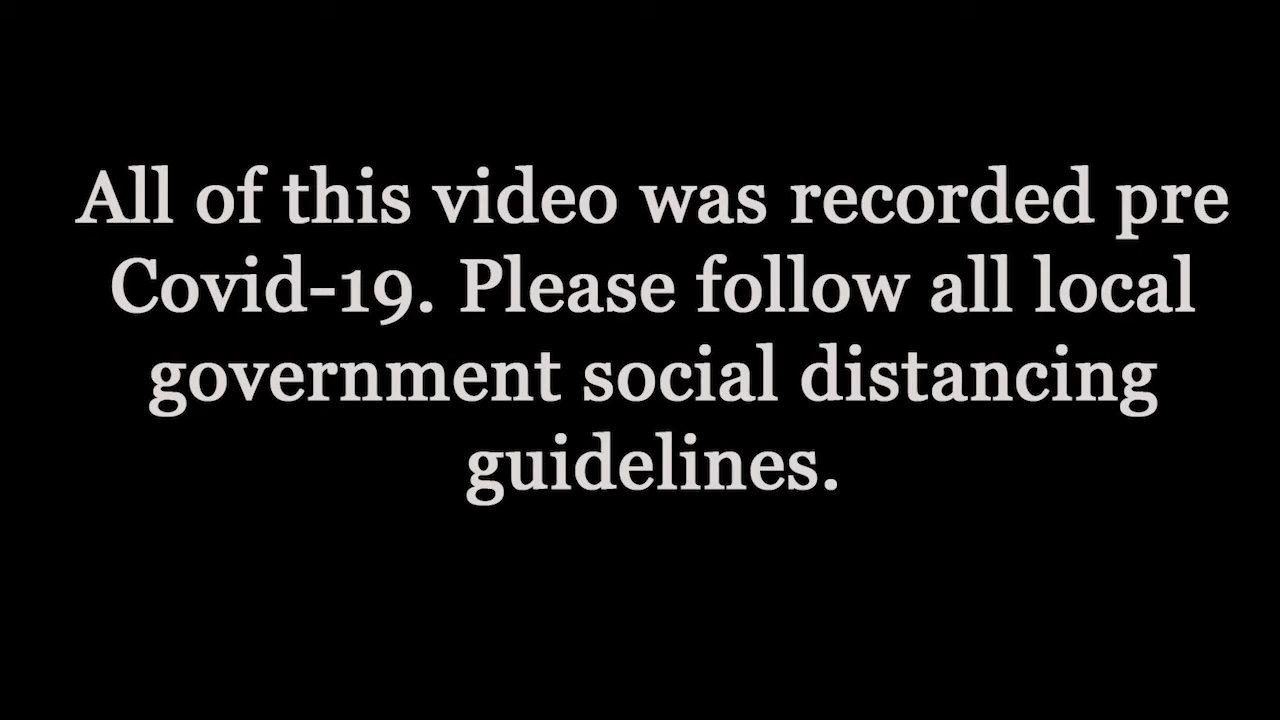 All of this video was recorded pre
Covid-19. Please follow all local
government social distancing
guidelines.